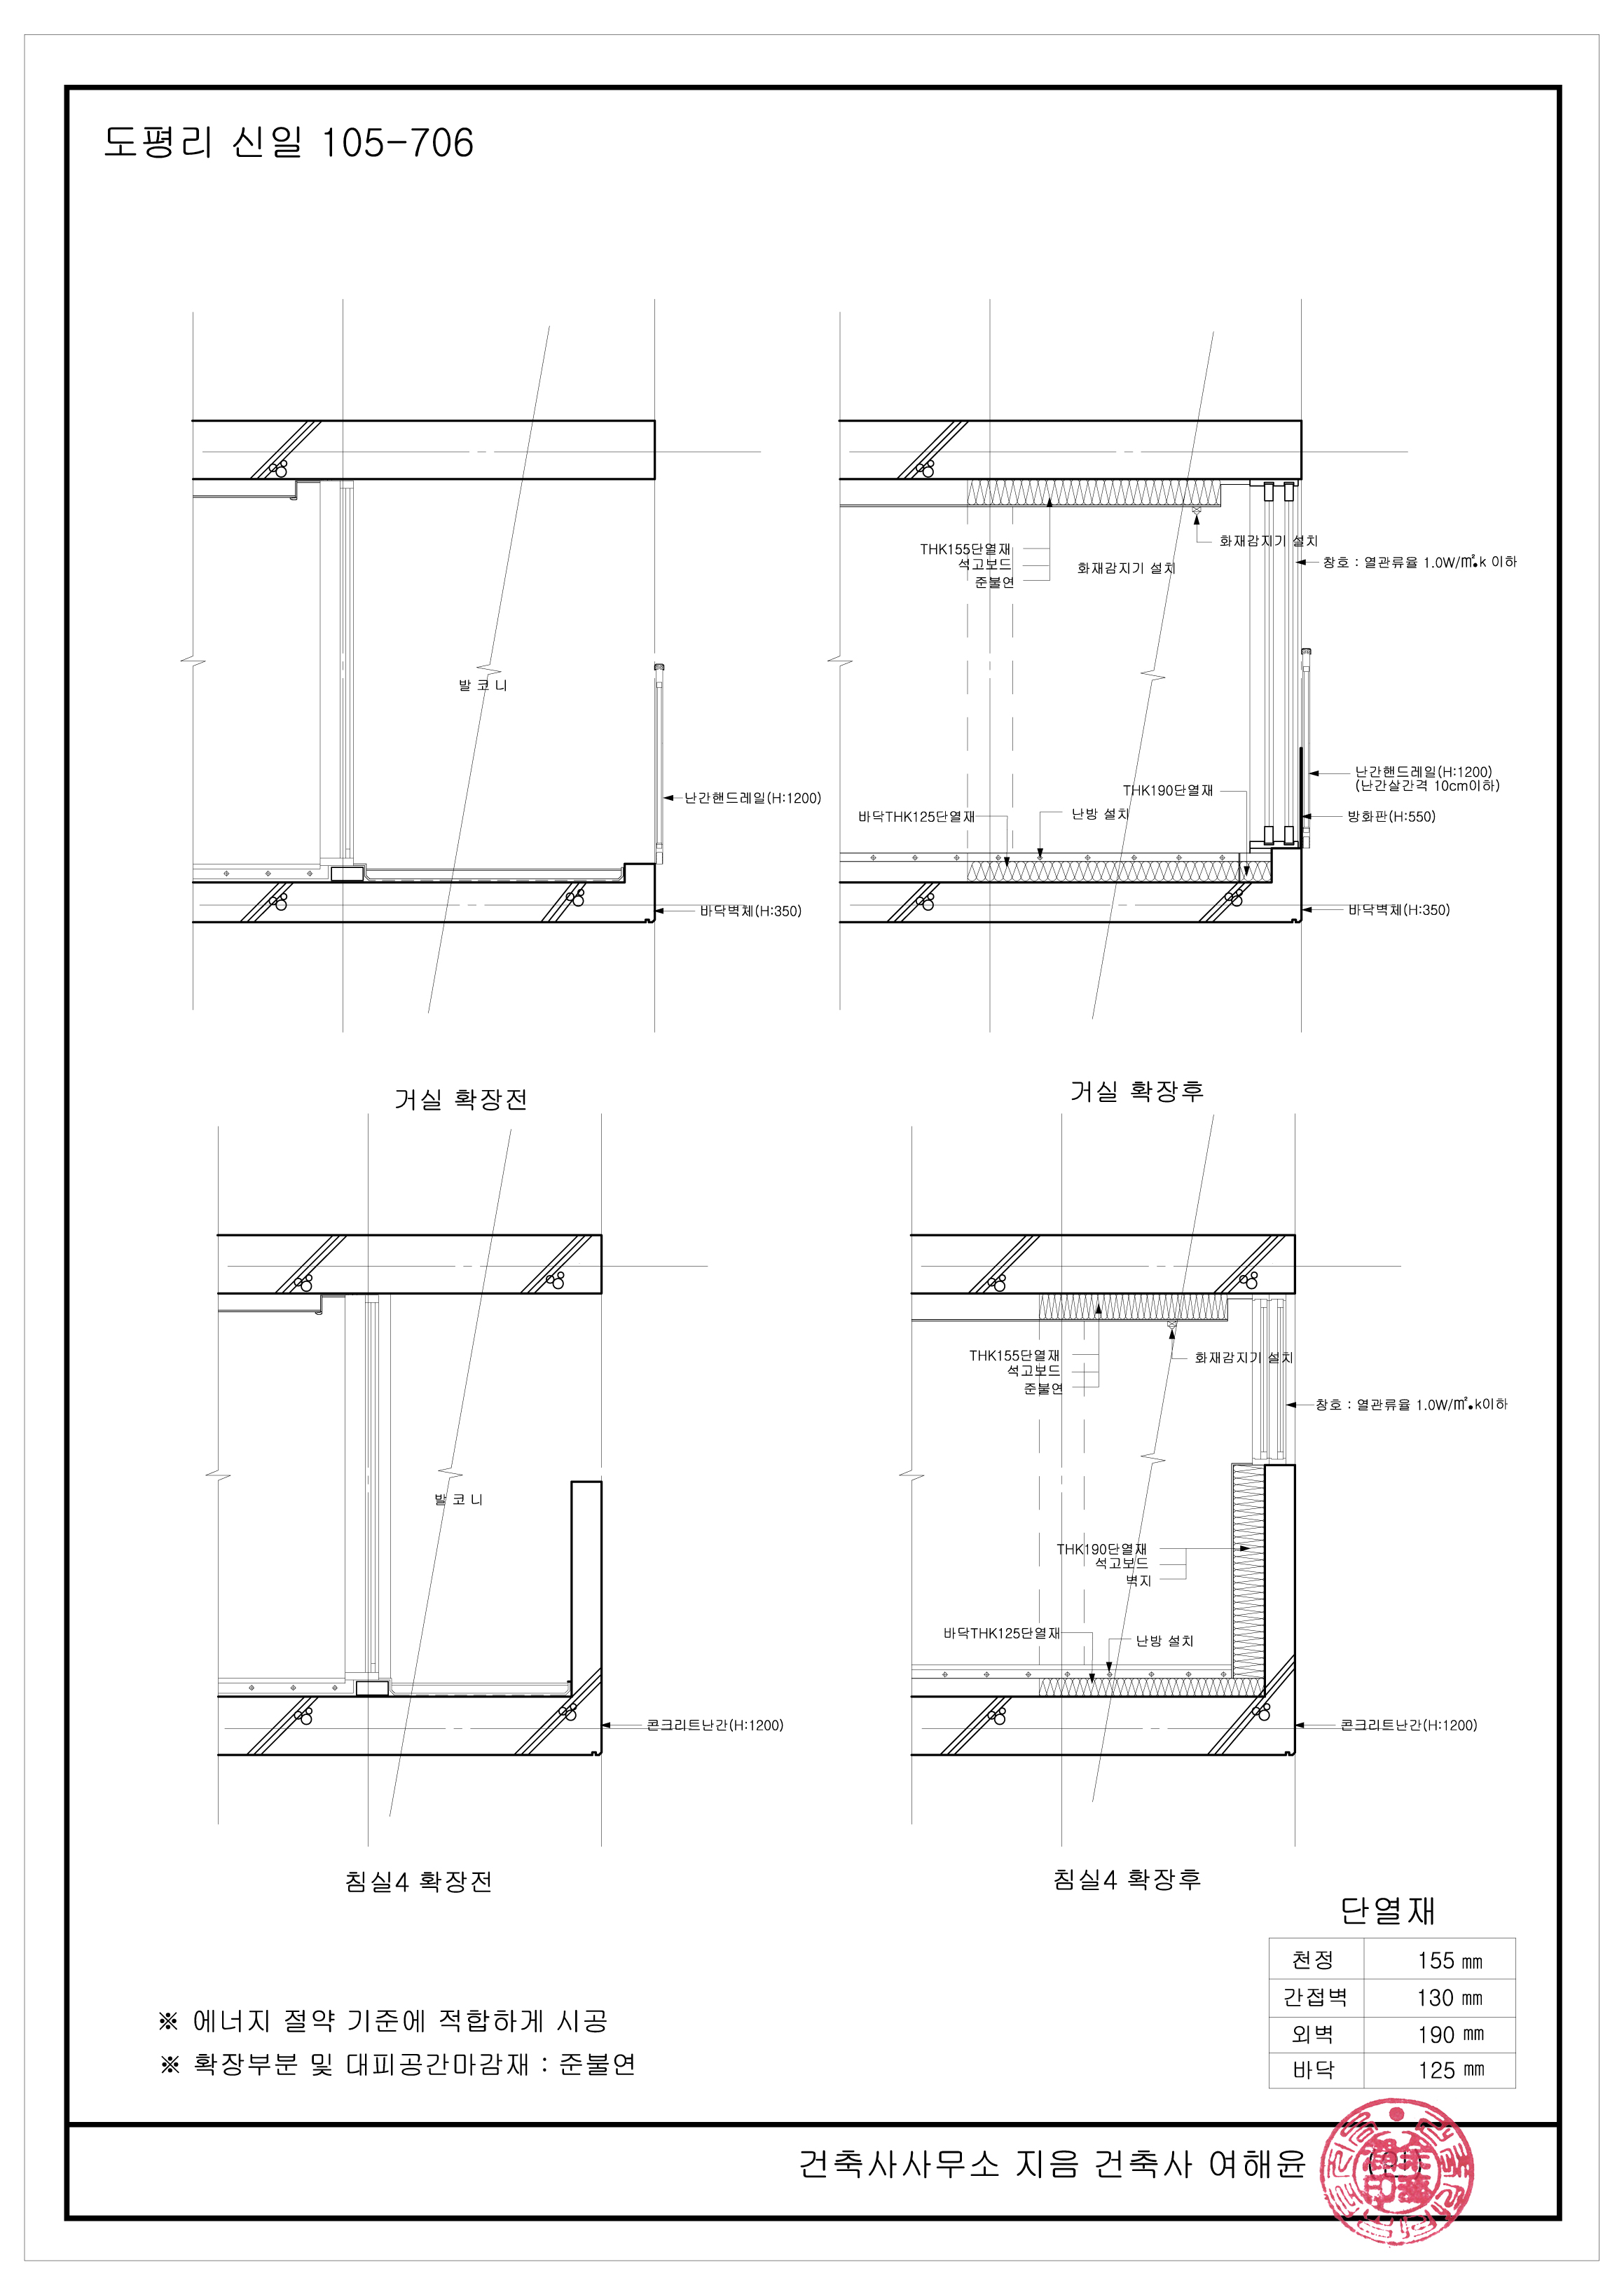 도평리 신일 105-706
THK155단열재
석고보드
준불연
화재감지기 설치
화재감지기 설치
창호 : 열관류율 1.0W/㎡•k 이하
발 코 니
난간핸드레일(H:1200)
바닥벽체(H:350)
THK190단열재
바닥THK125단열재
난방 설치
난간핸드레일(H:1200)
(난간살간격 10cm이하)
방화판(H:550)
바닥벽체(H:350)
거실 확장전
거실 확장후
THK155단열재
석고보드
준불연
화재감지기 설치
창호 : 열관류율 1.0W/㎡•k이하
발 코 니
THK190단열재
석고보드
벽지
바닥THK125단열재
난방 설치
콘크리트난간(H:1200)
콘크리트난간(H:1200)
침실4 확장전
침실4 확장후
단열재
천정 155 ㎜
간접벽 130 ㎜
외벽 190 ㎜
바닥 125 ㎜
※ 에너지 절약 기준에 적합하게 시공
※ 확장부분 및 대피공간마감재 : 준불연
건축사사무소 지음 건축사 여해윤